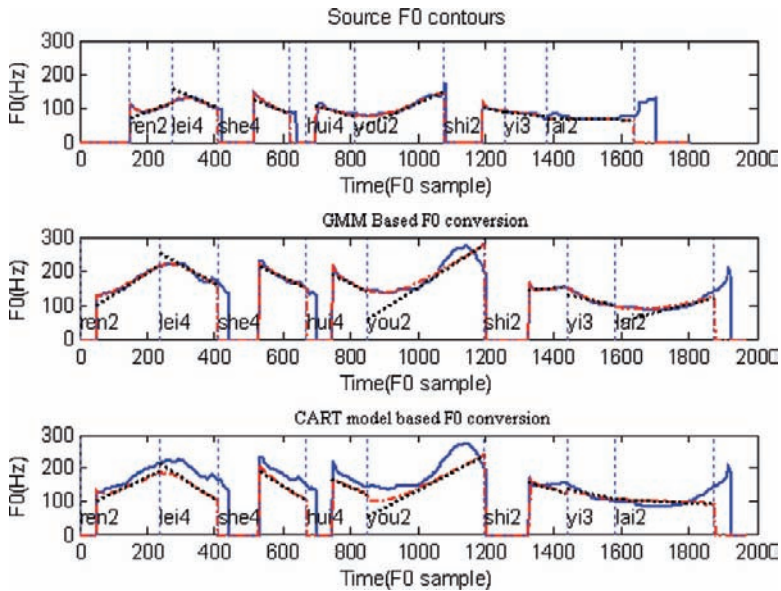 Source F0 contours
300
200
100
0
F0(Hz)
ren2 lei4 she4 hui4 you2 shi2 yi3 lai2
0 200 400 600 800 1000 1200 1400 1600 1800 2000
Time(F0 sample)
GMM Based F0 conversion
300
200
100
0
F0(Hz)
ren2 lei4 she4 hui4 you2 shi2 yi3 lai2
0 200 400 600 800 1000 1200 1400 1600 1800 2000
Time(F0 sample)
CART model based F0 conversion
300
200
100
0
F0(Hz)
ren2 lei4 she4 hui4 you2 shi2 yi3 lai2
0 200 400 600 800 1000 1200 1400 1600 1800 2000
Time(F0 sample)